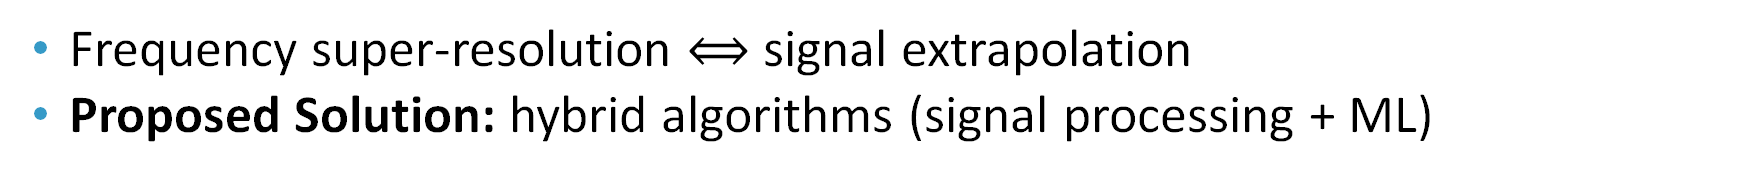 • Frequency super-resolution ⟺ signal extrapolation
• Proposed Solution: hybrid algorithms (signal processing + ML)